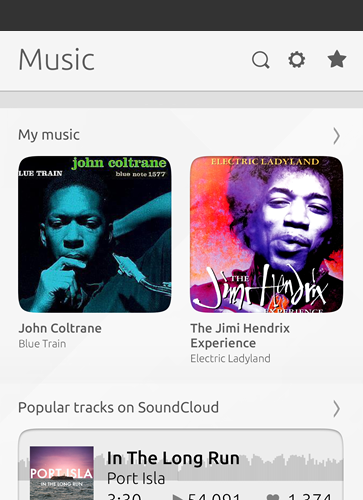 Music
My music
john coltrane
BLUE TRAIN blue note 1577
ELECTRIC LADYLAND
THE
Jimi Hendrix
EXPERIENCE
John Coltrane
Blue Train
The Jimi Hendrix
Experience
Electric Ladyland
Popular tracks on SoundCloud
PORT ISLA
IN THE LONG RUN
In The Long Run
Port Isla
3:30 54,091 1,374